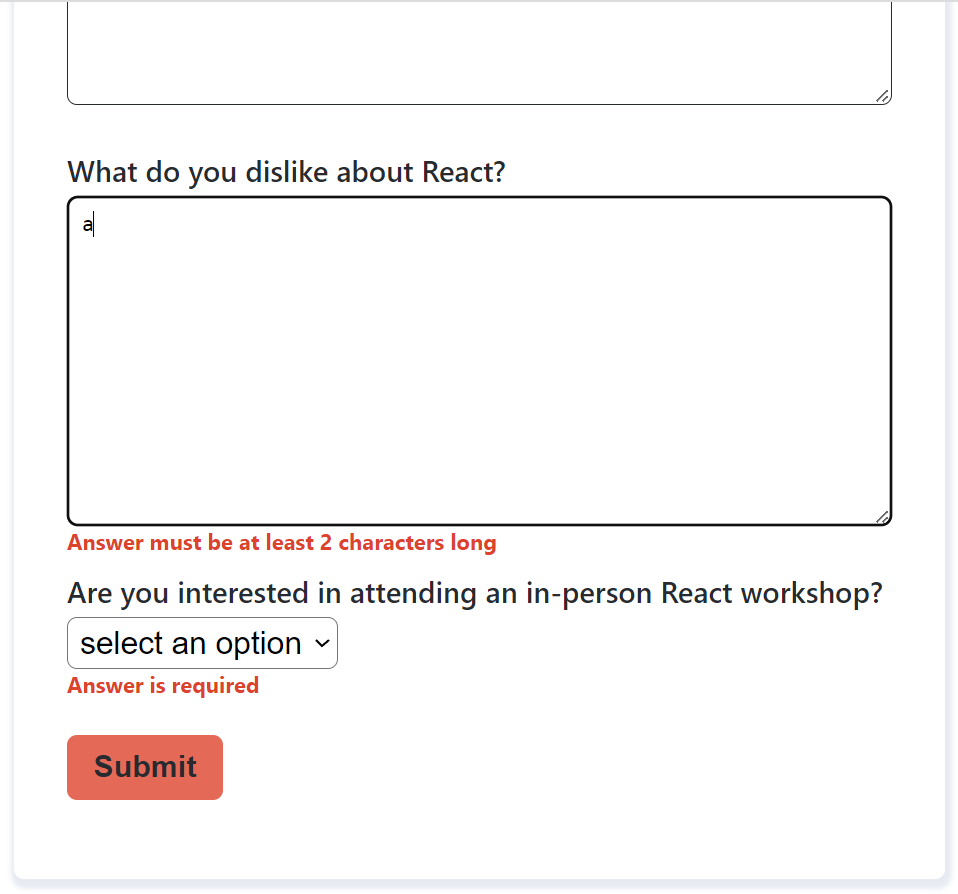 What do you dislike about React?
a
Answer must be at least 2 characters long
Are you interested in attending an in-person React workshop?
select an option
Answer is required
Submit